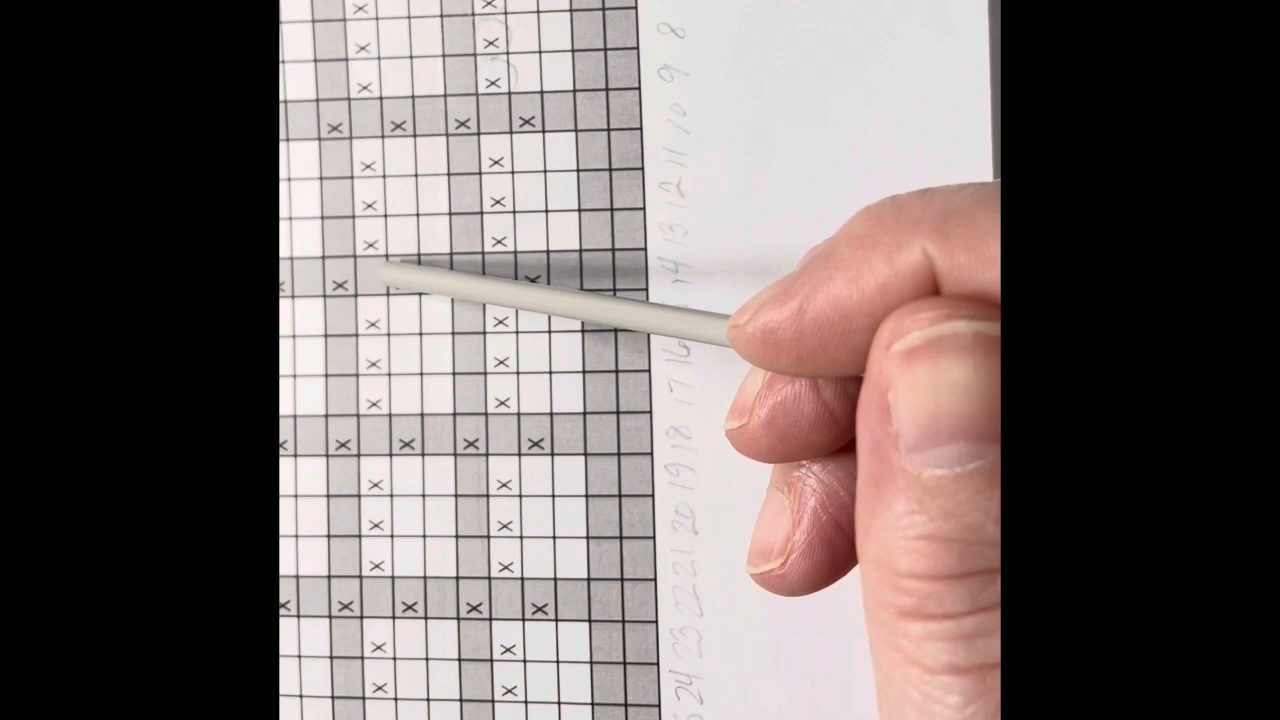 X X
X X 8
X X 9
X X X X 10
X X 11
X X 12
X X 13
X X X 14
X X
X X 16
X X 17
X X X X X 18
X X 19
X X 20
X X 21
X X X X X 22
X X 23
X X 24